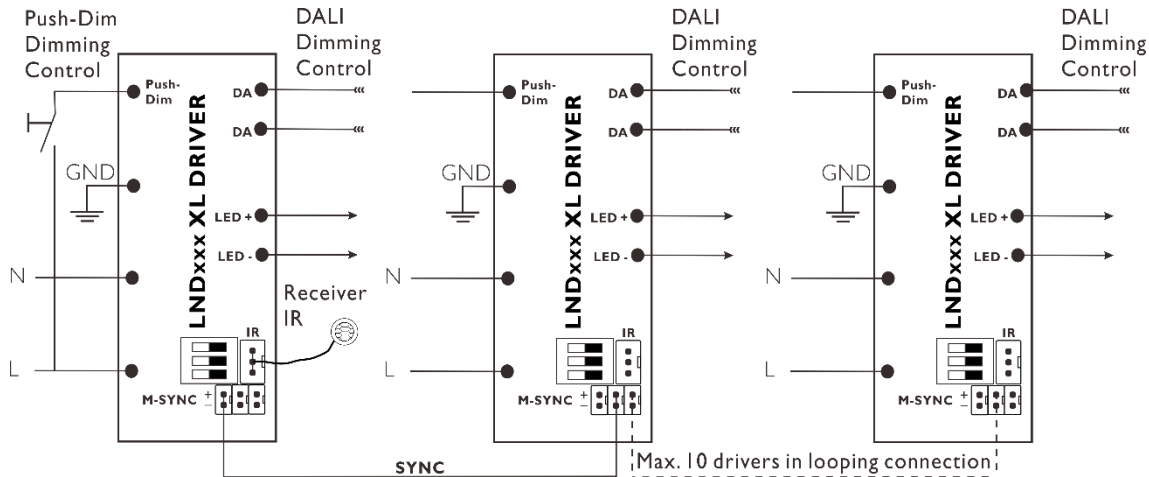 Push-Dim
Dimming
Control
DALI
Dimming
Control
Push-
Dim
DA
DA
GND
LNDxxx XL DRIVER
LED +
LED -
N
Receiver
IR
IR
L
M-SYNC + −
DALI
Dimming
Control
Push-
Dim
DA
DA
GND
LNDxxx XL DRIVER
LED +
LED -
N
IR
L
M-SYNC + −
DALI
Dimming
Control
Push-
Dim
DA
DA
GND
LNDxxx XL DRIVER
LED +
LED -
N
IR
L
M-SYNC + −
SYNC
Max. 10 drivers in looping connection